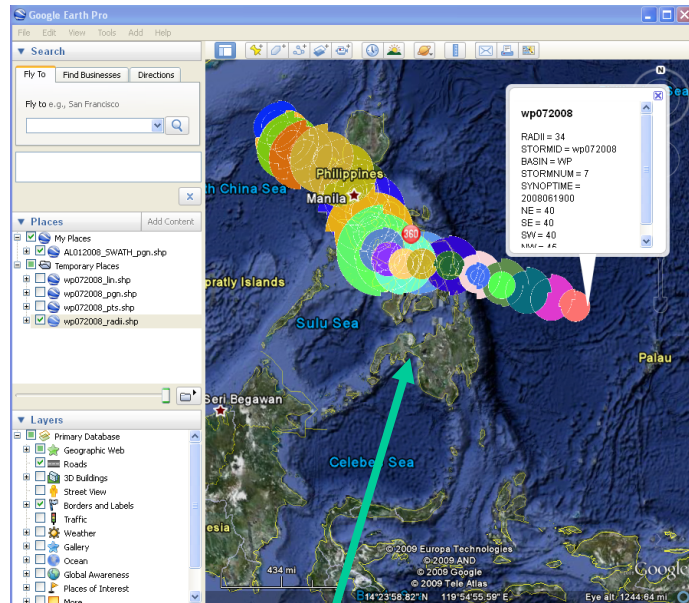 Google Earth Pro
File Edit View Tools Add Help
Search
Fly To Find Businesses Directions
Fly to e.g., San Francisco
Places Add Content
My Places
AL012008_SWATH_pgn.shp
Temporary Places
wp072008_lin.shp
wp072008_pgn.shp
wp072008_pts.shp
wp072008_radii.shp
Layers
Primary Database
Geographic Web
Roads
3D Buildings
Street View
Borders and Labels
Traffic
Weather
Gallery
Ocean
Global Awareness
Places of Interest
More
N
wp072008
RADII = 34
STORMID = wp072008
BASIN = WP
STORMNUM = 7
SYNOPTIME =
2008061900
NE = 40
SE = 40
SW = 40
NW = 45
Sea
Philippines
th China Sea
Manila
360
pratly Islands
Sulu Sea
Palau
Seri Begawan
Celebes Sea
esia
434 mi
© 2009 Europa Technologies
© 2009 AND
© 2009 Google
© 2009 Tele Atlas
Google
14°23'58.82" N 119°54'55.59" E Eye alt 1244.64 mi